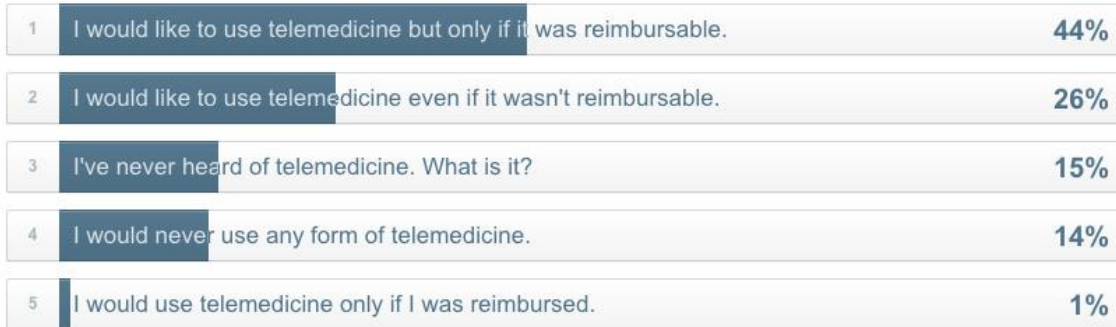 1 I would like to use telemedicine but only if it was reimbursable. 44%
2 I would like to use telemedicine even if it wasn't reimbursable. 26%
3 I've never heard of telemedicine. What is it? 15%
4 I would never use any form of telemedicine. 14%
5 I would use telemedicine only if I was reimbursed. 1%